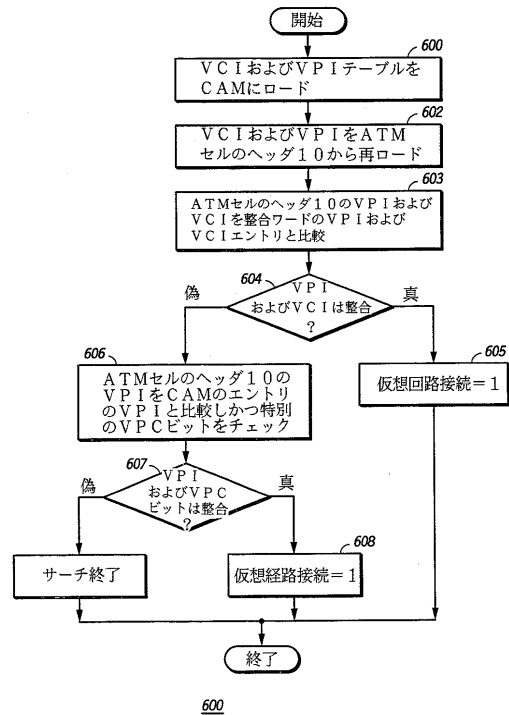 開始
600
VCIおよびVPIテーブルを
CAMにロード
602
VCIおよびVPIをATM
セルのヘッダ10から再ロード
603
ATMセルのヘッダ10のVPIおよび
VCIを整合ワードのVPIおよび
VCIエントリと比較
604
VPI
およびVCIは整合
?
偽
真
606
ATMセルのヘッダ10の
VPIをCAMのエントリ
のVPIと比較しかつ特別
のVPCビットをチェック
605
仮想回路接続=1
607
VPI
およびVPC
ビットは整合
?
偽
真
サーチ終了
608
仮想経路接続=1
終了
600